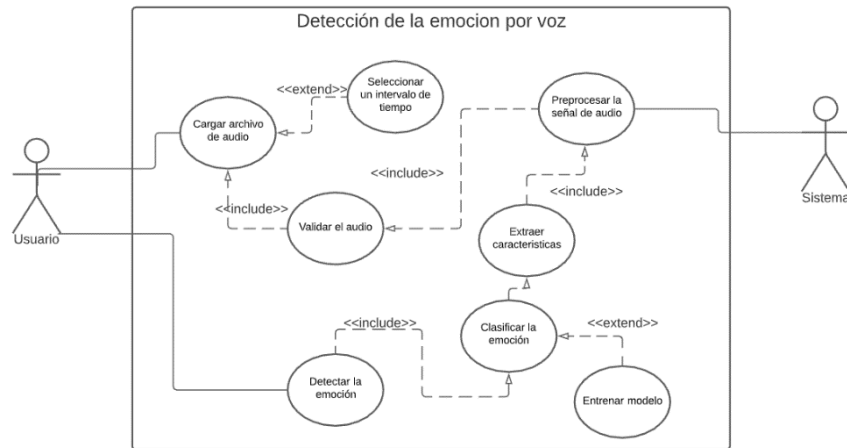 Detección de la emocion por voz
<<extend>>
Seleccionar
un intervalo de
tiempo
Preprocesar la
señal de audio
Cargar archivo
de audio
<<include>>
<<include>>
<<include>>
Usuario
Sistema
Validar el audio
Extraer
caracteristicas
<<include>>
Clasificar la
emoción
<<extend>>
Detectar la
emoción
Entrenar modelo